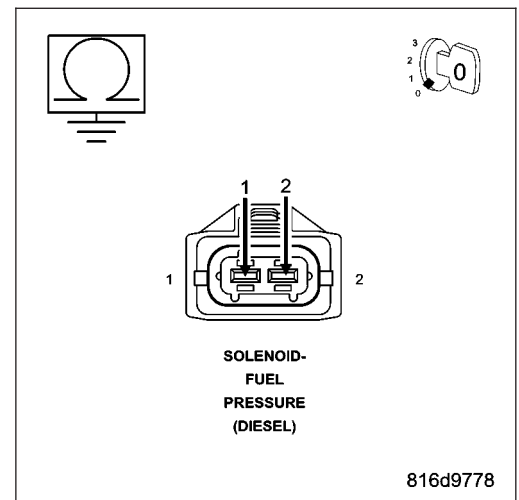 3
2
1
0
0
1 2
1 2
SOLENOID-
FUEL
PRESSURE
(DIESEL)
816d9778